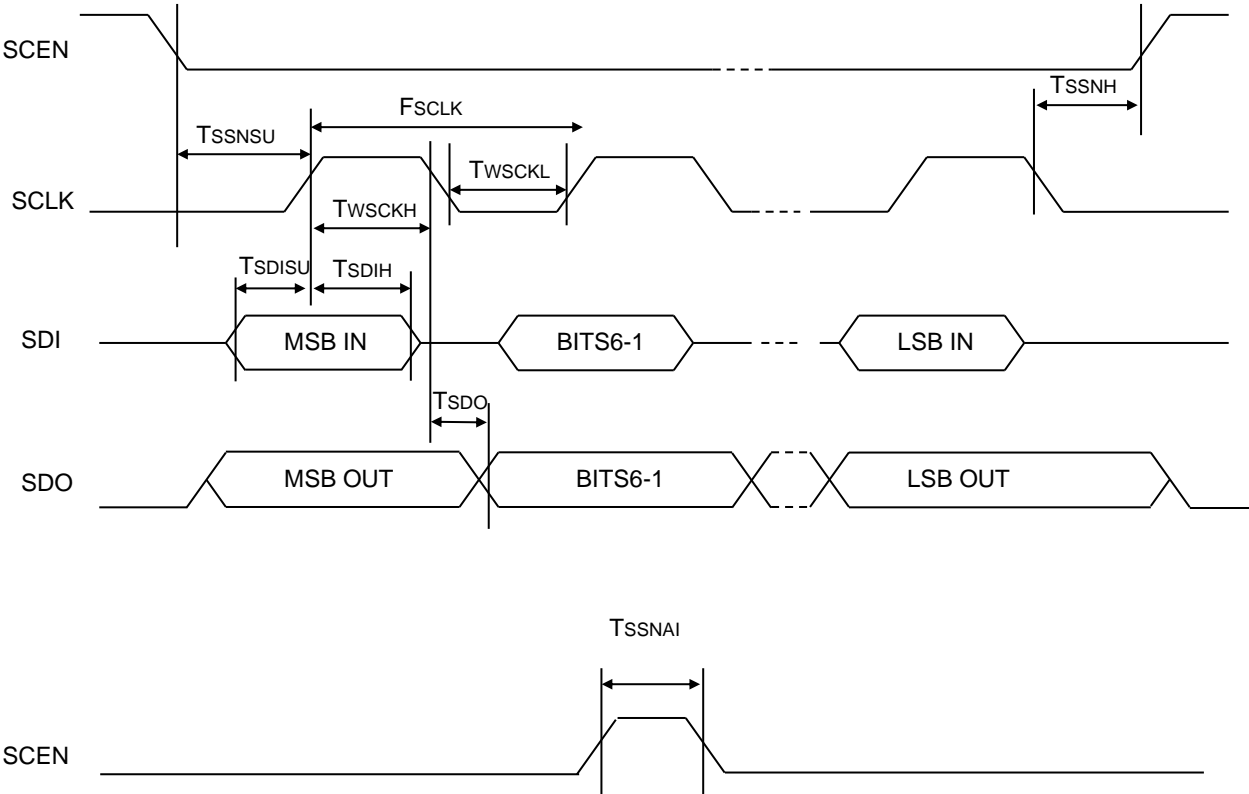 SCEN
TSSNH
FSCLK
TSSNSU
TWSCKL
SCLK
TWSCKH
TSDISU
TSDIH
SDI
MSB IN
BITS6-1
LSB IN
TSDO
SDO
MSB OUT
BITS6-1
LSB OUT
TSSNAI
SCEN